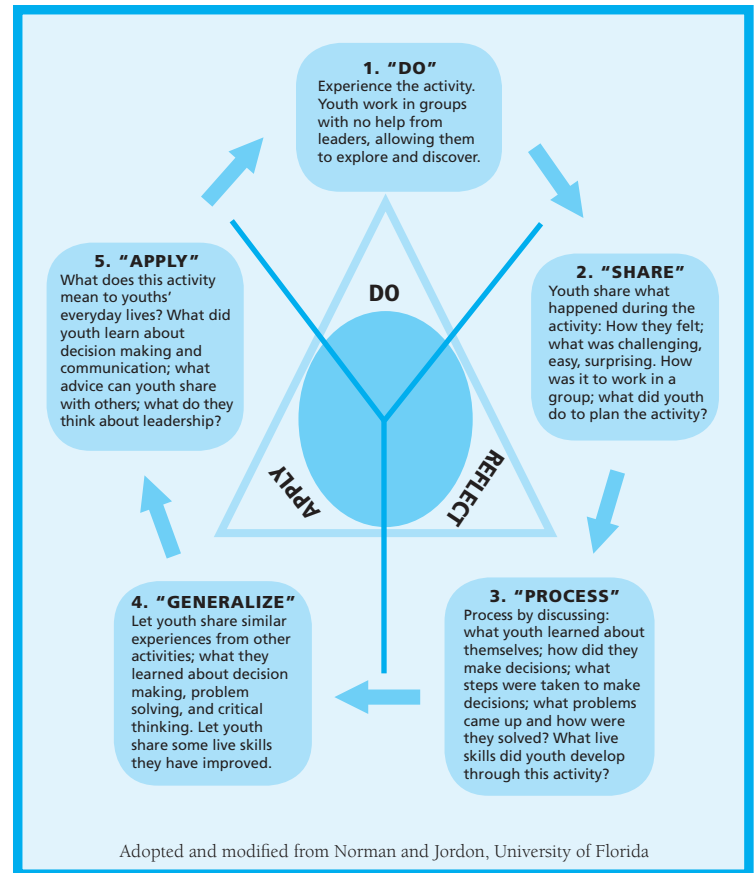 1. “DO”
Experience the activity.
Youth work in groups
with no help from
leaders, allowing them
to explore and discover.
2. “SHARE”
Youth share what
happened during the
activity: How they felt;
what was challenging,
easy, surprising. How
was it to work in a
group; what did youth
do to plan the activity?
3. “PROCESS”
Process by discussing:
what youth learned about
themselves; how did they
make decisions; what
steps were taken to make
decisions; what problems
came up and how were
they solved? What live
skills did youth develop
through this activity?
4. “GENERALIZE”
Let youth share similar
experiences from other
activities; what they
learned about decision
making, problem
solving, and critical
thinking. Let youth
share some live skills
they have improved.
5. “APPLY”
What does this activity
mean to youths’
everyday lives? What did
youth learn about
decision making and
communication; what
advice can youth share
with others; what do they
think about leadership?
DO
REFLECT
APPLY
Adopted and modified from Norman and Jordon, University of Florida